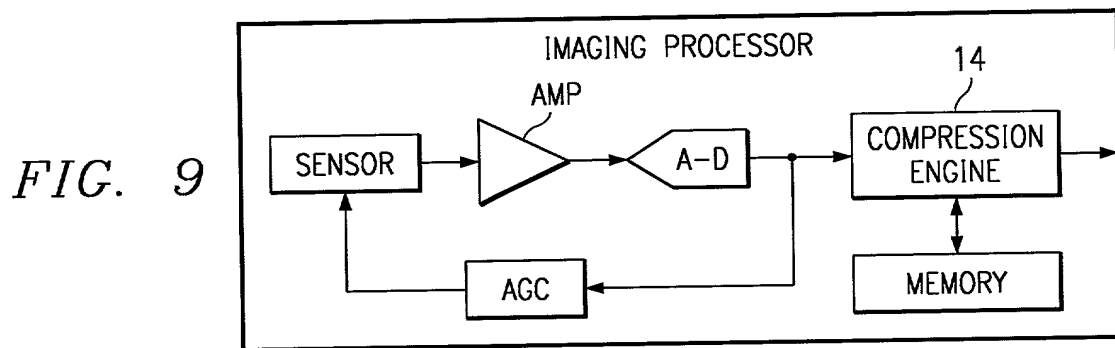 FIG. 9
IMAGING PROCESSOR
14
AMP
SENSOR
A-D
COMPRESSION
ENGINE
AGC
MEMORY